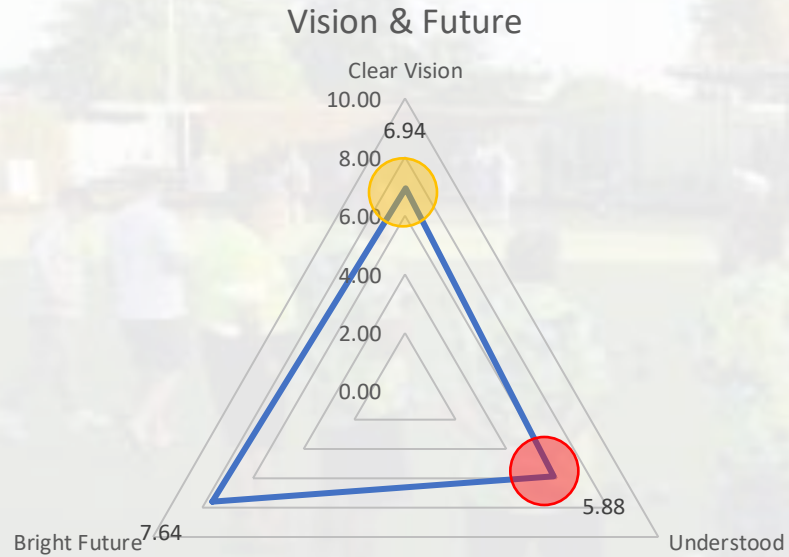 Vision & Future
Clear Vision
10.00
6.94
8.00
6.00
4.00
2.00
0.00
5.88
7.64
Bright Future
Understood